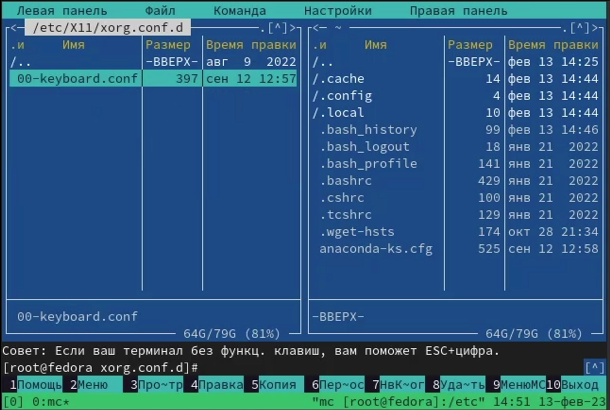 Левая панель Файл Команда Настройки Правая панель
/etc/X11/xorg.conf.d .[^]>
.и Имя Размер Время правки
/.. -ВВЕРХ- авг 9 2022
00-keyboard.conf 397 сен 12 12:57
00-keyboard.conf
64G/79G (81%)
<- ~ .[^]>
.и Имя Размер Время правки
/.. -ВВЕРХ- фев 13 14:25
/.cache 14 фев 13 14:44
/.config 4 фев 13 14:44
/.local 10 фев 13 14:44
.bash_history 99 фев 13 14:46
.bash_logout 18 янв 21 2022
.bash_profile 141 янв 21 2022
.bashrc 429 янв 21 2022
.cshrc 100 янв 21 2022
.tcshrc 129 янв 21 2022
.wget-hsts 174 окт 28 21:34
anaconda-ks.cfg 525 сен 12 12:58
-ВВЕРХ-
64G/79G (81%)
Совет: Если ваш терминал без функц. клавиш, вам поможет ESC+цифра.
[root@fedora xorg.conf.d]# [^]
1Помощь 2Меню 3Про~тр 4Правка 5Копия 6Пер~ос 7НвК~ог 8Уда~ть 9МенюMC 10Выход
[0] 0:mc* "mc [root@fedora]:/etc" 14:51 13-фев-23